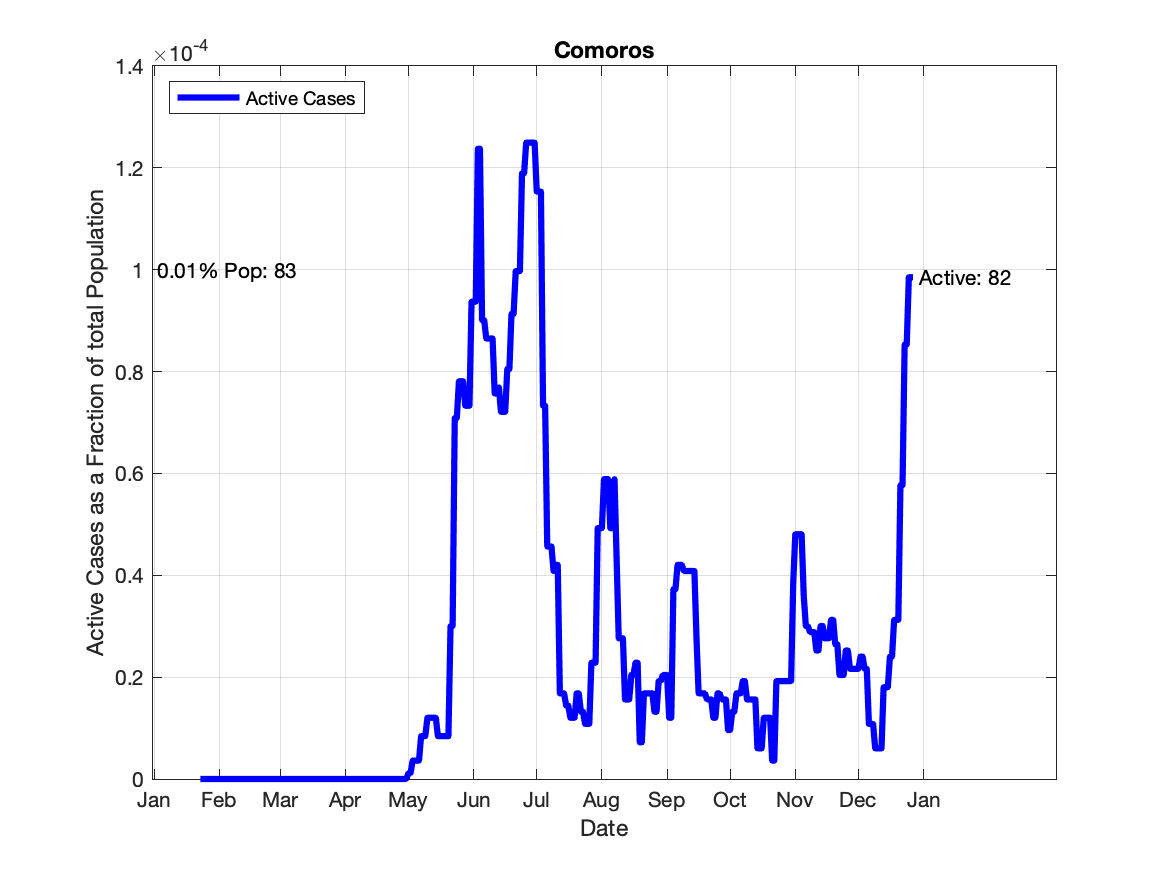 Comoros
×10-4
Active Cases
1.4
1.2
1
0.8
0.6
0.4
0.2
0
0.01% Pop: 83
Active: 82
Active Cases as a Fraction of total Population
Jan Feb Mar Apr May Jun Jul Aug Sep Oct Nov Dec Jan
Date